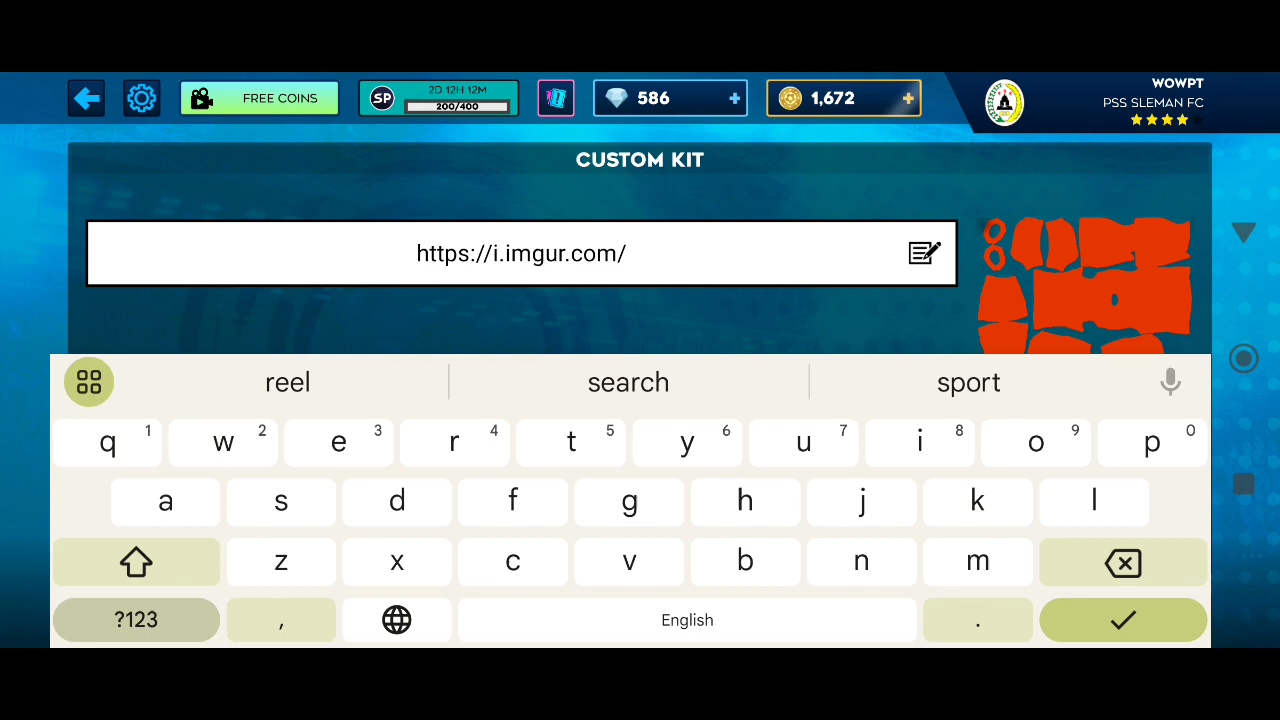 FREE COINS
SP
2D 12H 12M
200/400
586 +
1,672 +
WOWPT
PSS SLEMAN FC
CUSTOM KIT
https://i.imgur.com/
reel search sport
q 1 w 2 e 3 r 4 t 5 y 6 u 7 i 8 o 9 p 0
a s d f g h j k l
z x c v b n m
?123 , English .